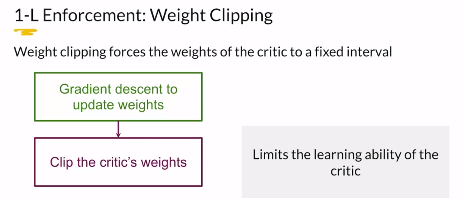 1-L Enforcement: Weight Clipping
Weight clipping forces the weights of the critic to a fixed interval
Gradient descent to
update weights
Clip the critic's weights
Limits the learning ability of the
critic